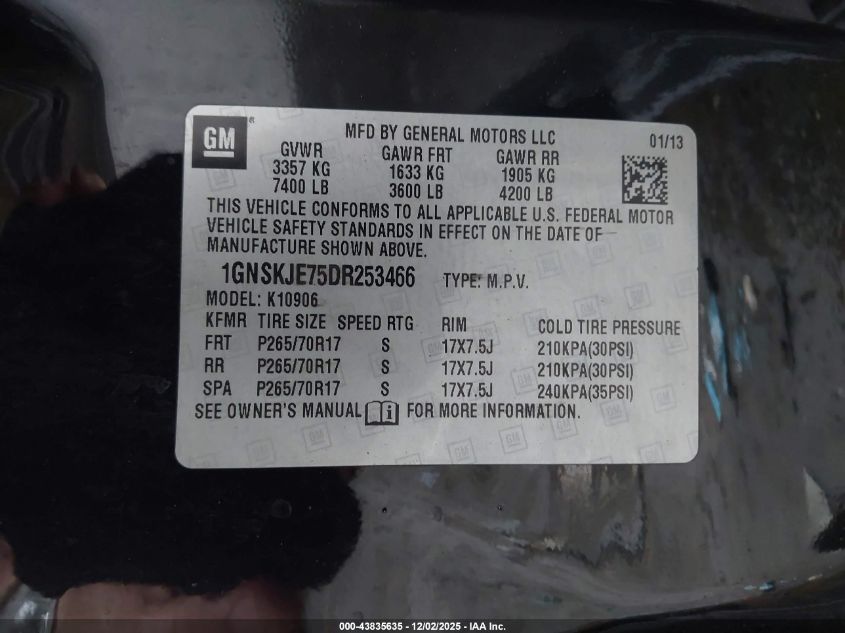 GM
MFD BY GENERAL MOTORS LLC 01/13
GVWR GAWR FRT GAWR RR
3357 KG 1633 KG 1905 KG
7400 LB 3600 LB 4200 LB
THIS VEHICLE CONFORMS TO ALL APPLICABLE U.S. FEDERAL MOTOR
VEHICLE SAFETY STANDARDS IN EFFECT ON THE DATE OF
MANUFACTURE SHOWN ABOVE.
1GNSKJE75DR253466 TYPE: M.P.V.
MODEL: K10906
KFMR TIRE SIZE SPEED RTG RIM COLD TIRE PRESSURE
FRT P265/70R17 S 17X7.5J 210KPA(30PSI)
RR P265/70R17 S 17X7.5J 210KPA(30PSI)
SPA P265/70R17 S 17X7.5J 240KPA(35PSI)
SEE OWNER'S MANUAL FOR MORE INFORMATION.
000-43835635 - 12/02/2025 - IAA Inc.